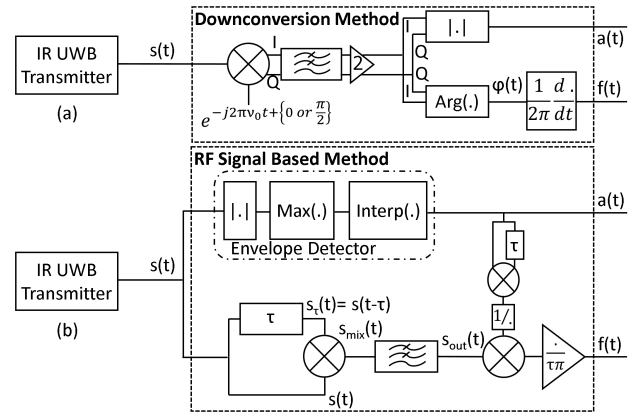 Downconversion Method
IR UWB
Transmitter
s(t)
I
Q
2
I
Q
Q
I
|.|
a(t)
Arg(.)
φ(t)
1/2π d./dt
f(t)
e^{-j2πν₀t+{0 or π/2}}
(a)
RF Signal Based Method
|.|
Max(.)
Interp(.)
Envelope Detector
a(t)
τ
1/.
IR UWB
Transmitter
s(t)
(b)
τ
sτ(t)= s(t-τ)
s(t)
smix(t)
sout(t)
./τπ
f(t)